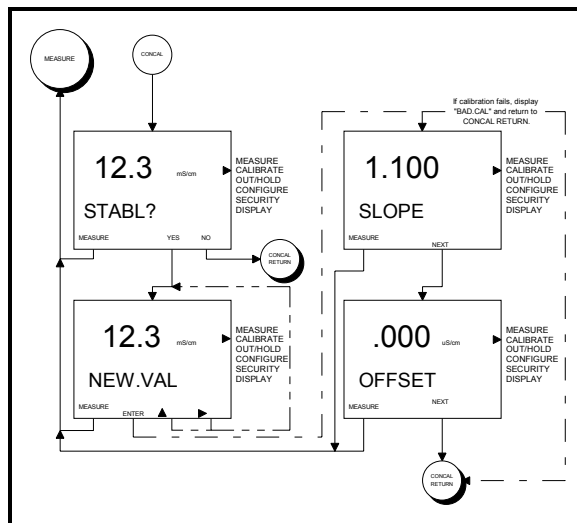 MEASURE
CONCAL
If calibration fails, display
"BAD.CAL" and return to
CONCAL RETURN.
12.3 mS/cm
STABL?
MEASURE YES NO
MEASURE
CALIBRATE
OUT/HOLD
CONFIGURE
SECURITY
DISPLAY
CONCAL
RETURN
12.3 mS/cm
NEW.VAL
MEASURE ENTER
MEASURE
CALIBRATE
OUT/HOLD
CONFIGURE
SECURITY
DISPLAY
1.100
SLOPE
MEASURE NEXT
MEASURE
CALIBRATE
OUT/HOLD
CONFIGURE
SECURITY
DISPLAY
.000 uS/cm
OFFSET
MEASURE NEXT
MEASURE
CALIBRATE
OUT/HOLD
CONFIGURE
SECURITY
DISPLAY
CONCAL
RETURN